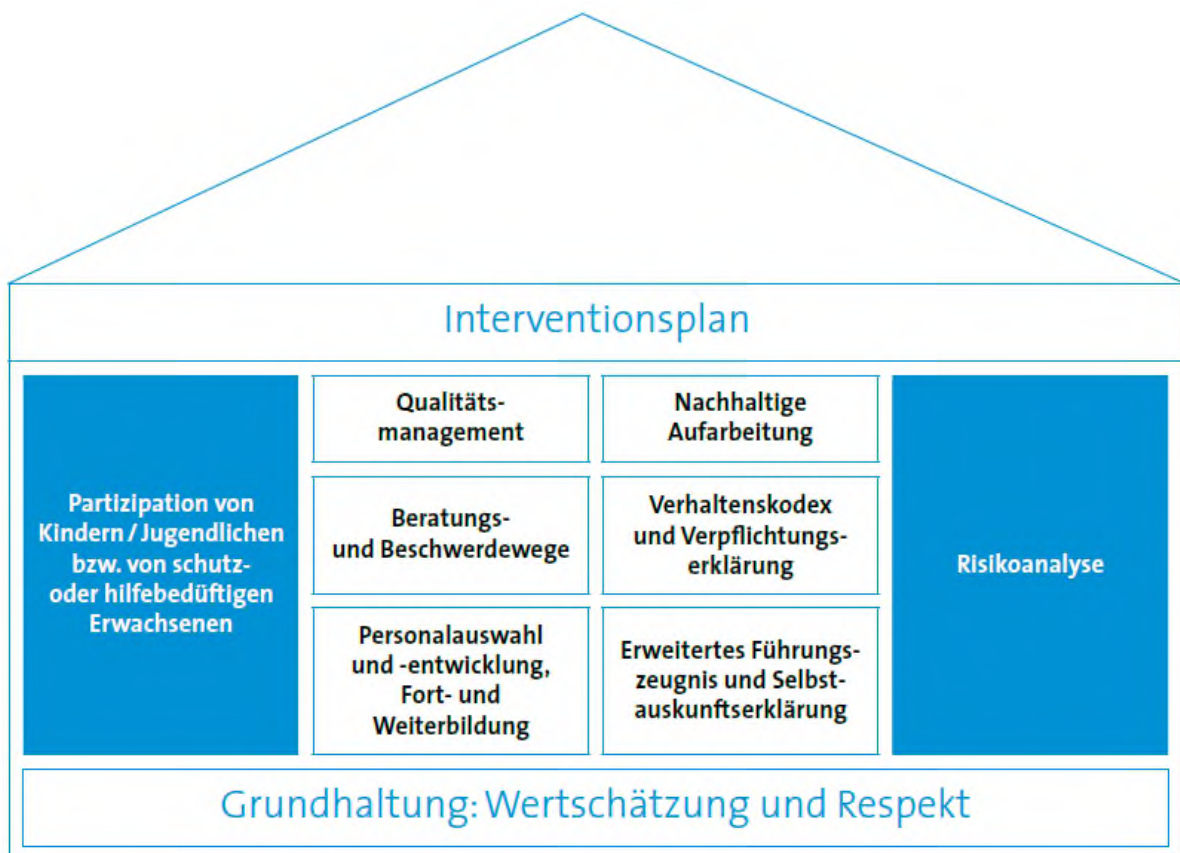 Interventionsplan
Partizipation von
Kindern / Jugendlichen
bzw. von schutz-
oder hilfebedüftigen
Erwachsenen
Qualitäts-
management
Nachhaltige
Aufarbeitung
Beratungs-
und Beschwerdewege
Verhaltenskodex
und Verpflichtungs-
erklärung
Personalauswahl
und -entwicklung,
Fort- und
Weiterbildung
Erweitertes Führungs-
zeugnis und Selbst-
auskunftserklärung
Risikoanalyse
Grundhaltung: Wertschätzung und Respekt